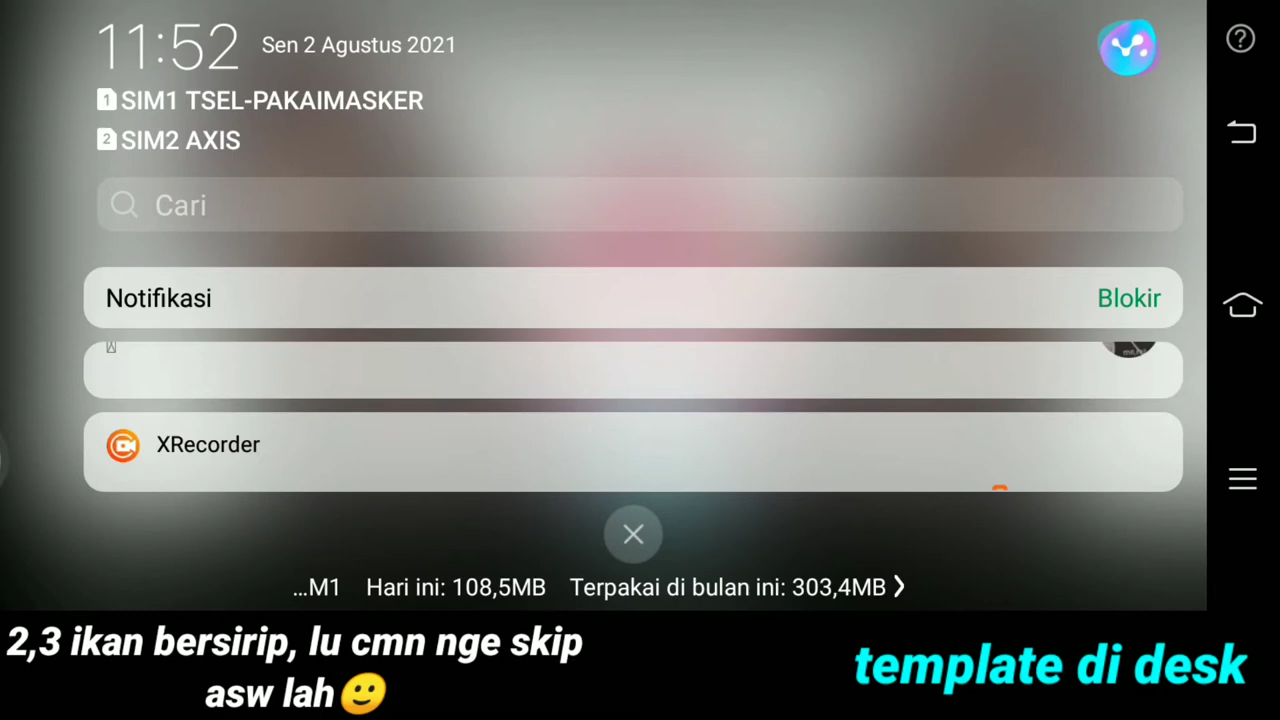 11:52 Sen 2 Agustus 2021
1 SIM1 TSEL-PAKAIMASKER
2 SIM2 AXIS
Cari
Notifikasi Blokir
XRecorder
...M1 Hari ini: 108,5MB Terpakai di bulan ini: 303,4MB
2,3 ikan bersirip, lu cmn nge skip
asw lah🙂
template di desk